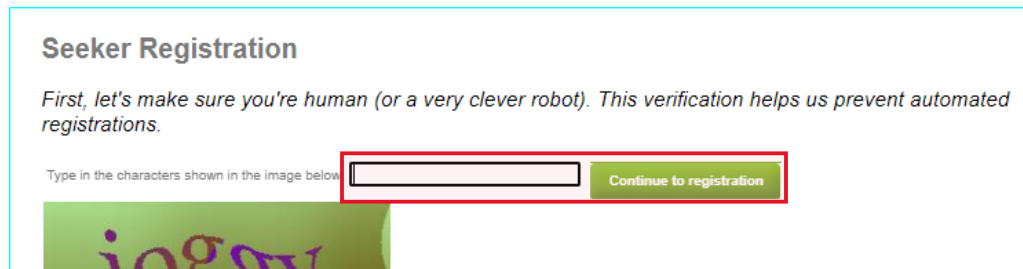 Seeker Registration
First, let's make sure you're human (or a very clever robot). This verification helps us prevent automated
registrations.
Type in the characters shown in the image below
Continue to registration